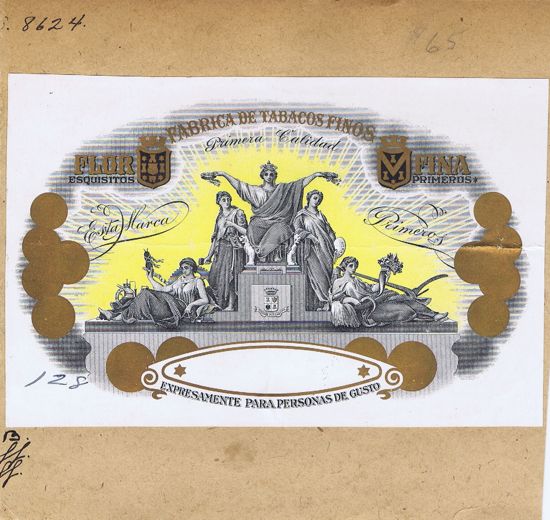 8624.
65
FABRICA DE TABACOS FINOS
Primera Calidad
FLOR FINA
ESQUISITOS. PRIMEROS.
Esta Marca
Primeros
128
EXPRESAMENTE PARA PERSONAS DE GUSTO